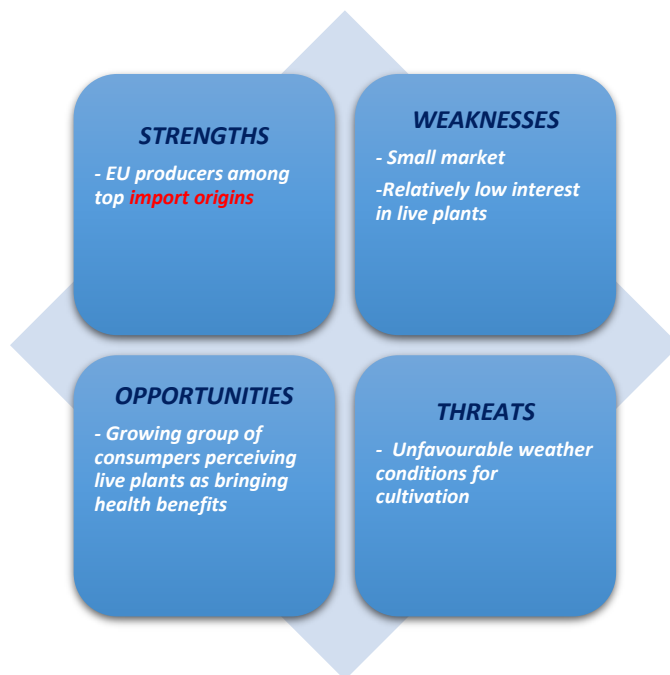 STRENGTHS
- EU producers among
top import origins
WEAKNESSES
- Small market
-Relatively low interest
in live plants
OPPORTUNITIES
- Growing group of
consumpers perceiving
live plants as bringing
health benefits
THREATS
- Unfavourable weather
conditions for
cultivation